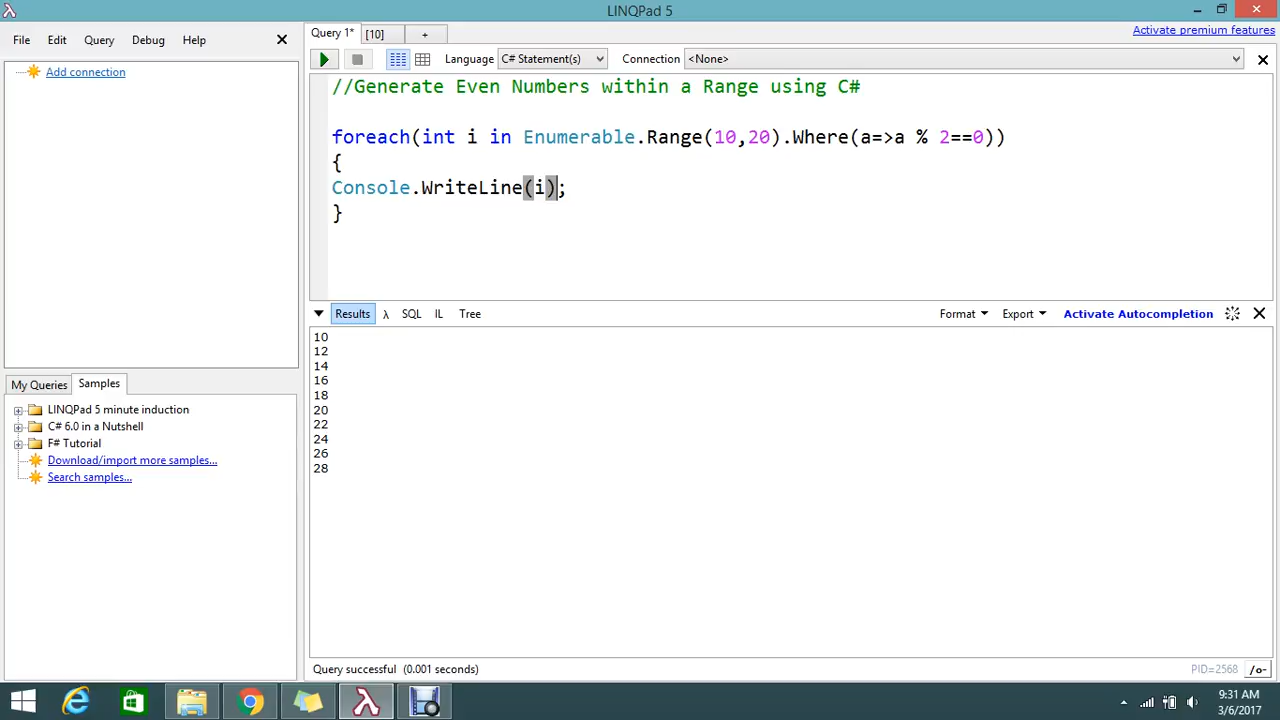 LINQPad 5
File Edit Query Debug Help
Add connection
Query 1* [10] +
Activate premium features
Language C# Statement(s) Connection <None>
//Generate Even Numbers within a Range using C#
foreach(int i in Enumerable.Range(10,20).Where(a=>a % 2==0))
{
Console.WriteLine(i);
}
Results λ SQL IL Tree Format Export Activate Autocompletion
10
12
14
16
18
20
22
24
26
28
My Queries Samples
LINQPad 5 minute induction
C# 6.0 in a Nutshell
F# Tutorial
Download/import more samples...
Search samples...
Query successful (0.001 seconds)
PID=2568 /o-
9:31 AM
3/6/2017